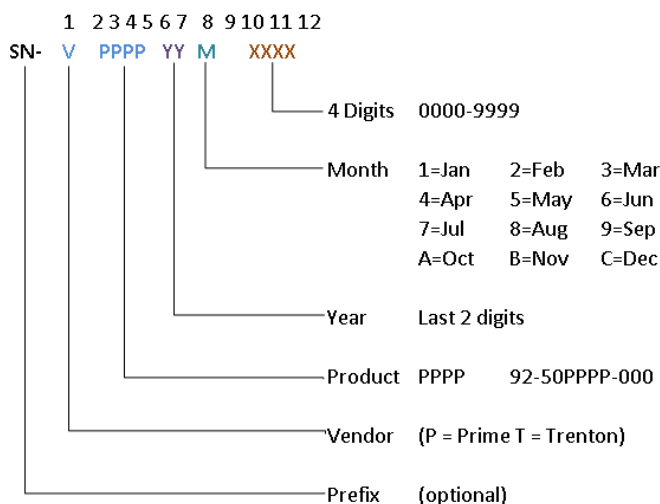 1 2 3 4 5 6 7 8 9 10 11 12
SN- V PPPP YY M XXXX
4 Digits 0000-9999
Month 1=Jan 2=Feb 3=Mar
4=Apr 5=May 6=Jun
7=Jul 8=Aug 9=Sep
A=Oct B=Nov C=Dec
Year Last 2 digits
Product PPPP 92-50PPPP-000
Vendor (P = Prime T = Trenton)
Prefix (optional)